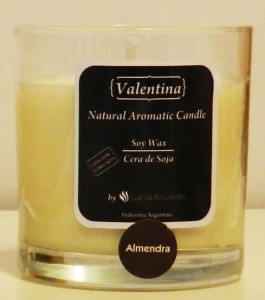 {Valentina}
Natural Aromatic Candle
Soy Wax
Cera de Soja
by
Industria Argentina
Almendra